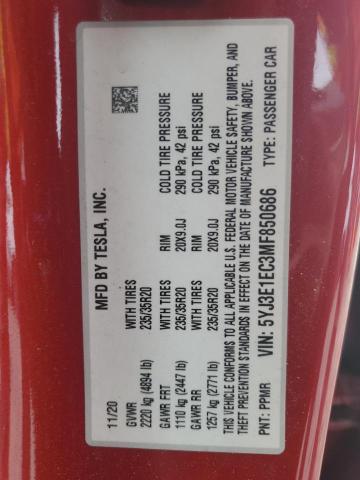 MFD BY TESLA, INC.
11/20
GVWR
2220 kg (4894 lb)
WITH TIRES
235/35R20
RIM
20X9.0J
COLD TIRE PRESSURE
290 kPa, 42 psi
GAWR FRT
1110 kg (2447 lb)
WITH TIRES
235/35R20
RIM
20X9.0J
COLD TIRE PRESSURE
290 kPa, 42 psi
GAWR RR
1257 kg (2771 lb)
THIS VEHICLE CONFORMS TO ALL APPLICABLE U.S. FEDERAL MOTOR VEHICLE SAFETY, BUMPER, AND
THEFT PREVENTION STANDARDS IN EFFECT ON THE DATE OF MANUFACTURE SHOWN ABOVE.
VIN: 5YJ3E1EC3MF850686
PNT: PPMR
TYPE: PASSENGER CAR